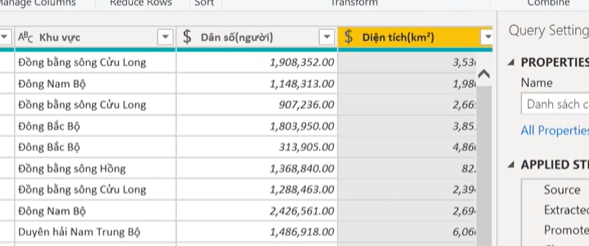 Manage Columns Reduce Rows Sort Transform Combine
ABC Khu vực $ Dân số(người) $ Diện tích(km²) Query Setting
Đồng bằng sông Cửu Long 1,908,352.00 3,53
PROPERTIES
Đông Nam Bộ 1,148,313.00 1,98
Name
Đồng bằng sông Cửu Long 907,236.00 2,66
Danh sách c
Đông Bắc Bộ 1,803,950.00 3,85
All Properties
Đông Bắc Bộ 313,905.00 4,86
Đồng bằng sông Hồng 1,368,840.00 82.
APPLIED ST
Đồng bằng sông Cửu Long 1,288,463.00 2,39
Source
Đông Nam Bộ 2,426,561.00 2,69
Extracted
Duyên hải Nam Trung Bộ 1,486,918.00 6,06
Promote